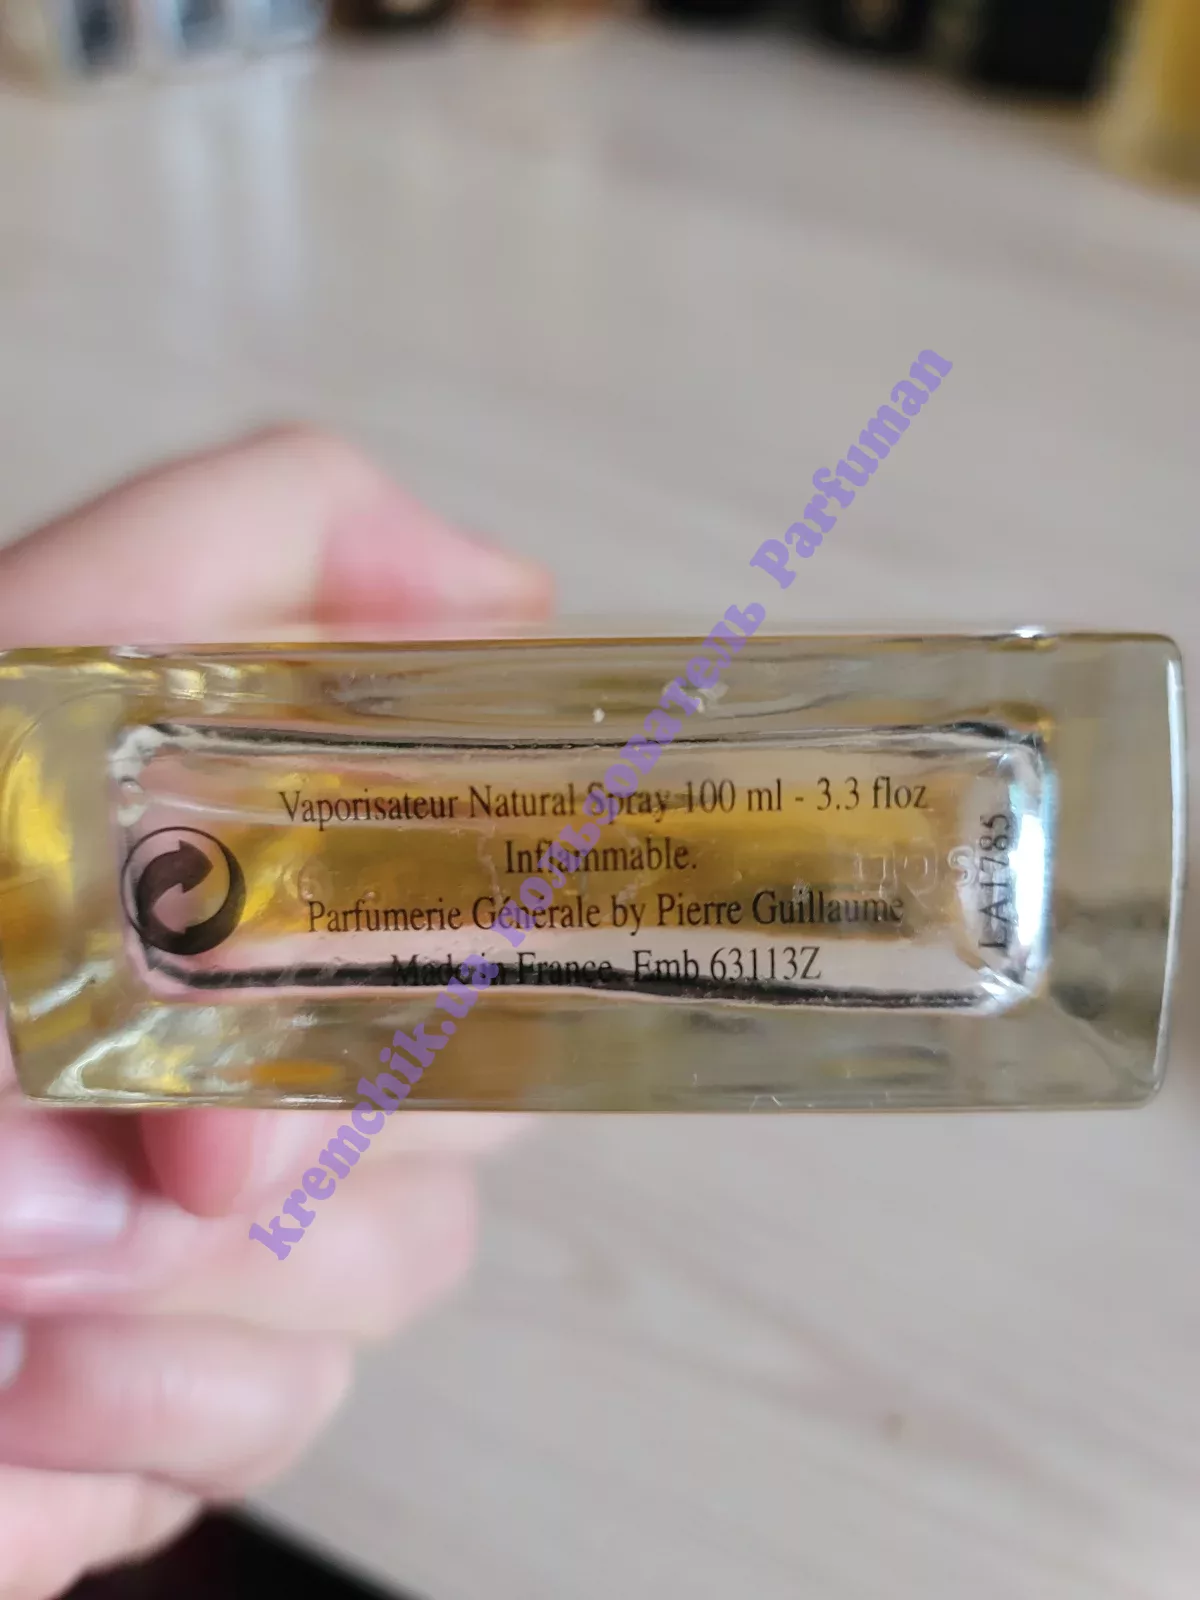 Vaporisateur Natural Spray 100 ml - 3.3 floz
Inflammable.
Parfumerie Générale by Pierre Guillaume
Made in France. Emb 63113Z
LA1785
kremchik.ua Пользователь Parfuman